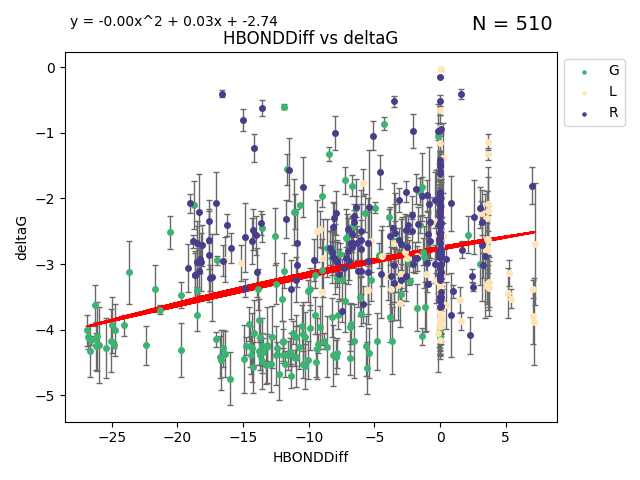 y = -0.00x^2 + 0.03x + -2.74
N = 510
HBONDDiff vs deltaG
G
L
R
0
−1
−2
−3
−4
−5
deltaG
−25
−20
−15
−10
−5
0
5
HBONDDiff